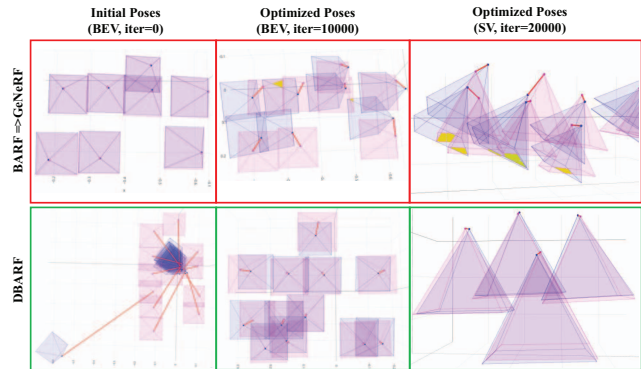 Initial Poses
(BEV, iter=0)
Optimized Poses
(BEV, iter=10000)
Optimized Poses
(SV, iter=20000)
BARF =>GeNeRF
DBARF